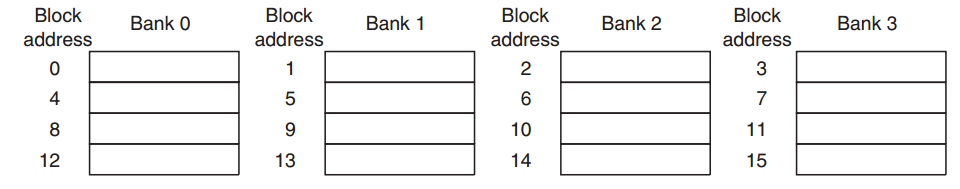 Block address Bank 0 Block address Bank 1 Block address Bank 2 Block address Bank 3
0 1 2 3
4 5 6 7
8 9 10 11
12 13 14 15